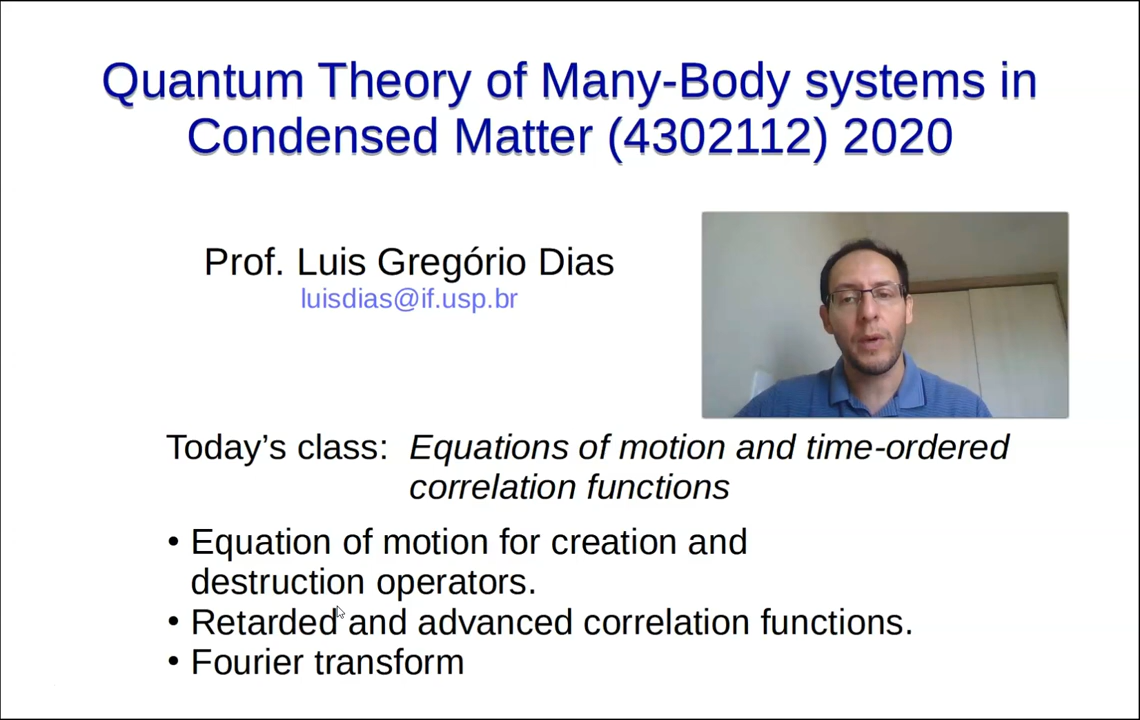 Quantum Theory of Many-Body systems in
Condensed Matter (4302112) 2020
Prof. Luis Gregório Dias
luisdias@if.usp.br
Today’s class: Equations of motion and time-ordered
correlation functions
• Equation of motion for creation and
destruction operators.
• Retarded and advanced correlation functions.
• Fourier transform